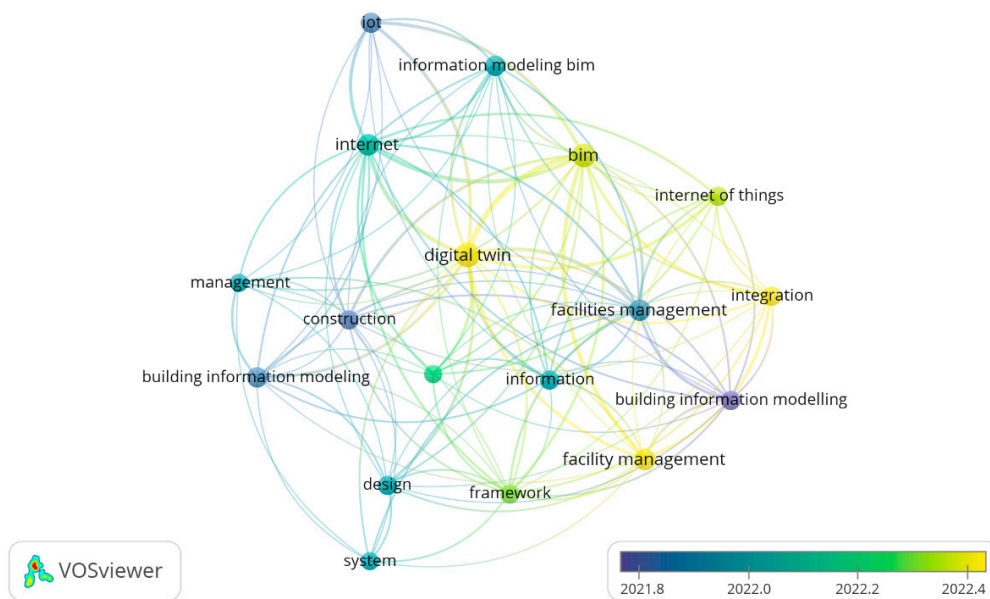 iot
information modeling bim
internet
bim
internet of things
digital twin
management
integration
facilities management
construction
building information modeling
information
building information modelling
facility management
design
framework
system
VOSviewer
2021.8 2022.0 2022.2 2022.4